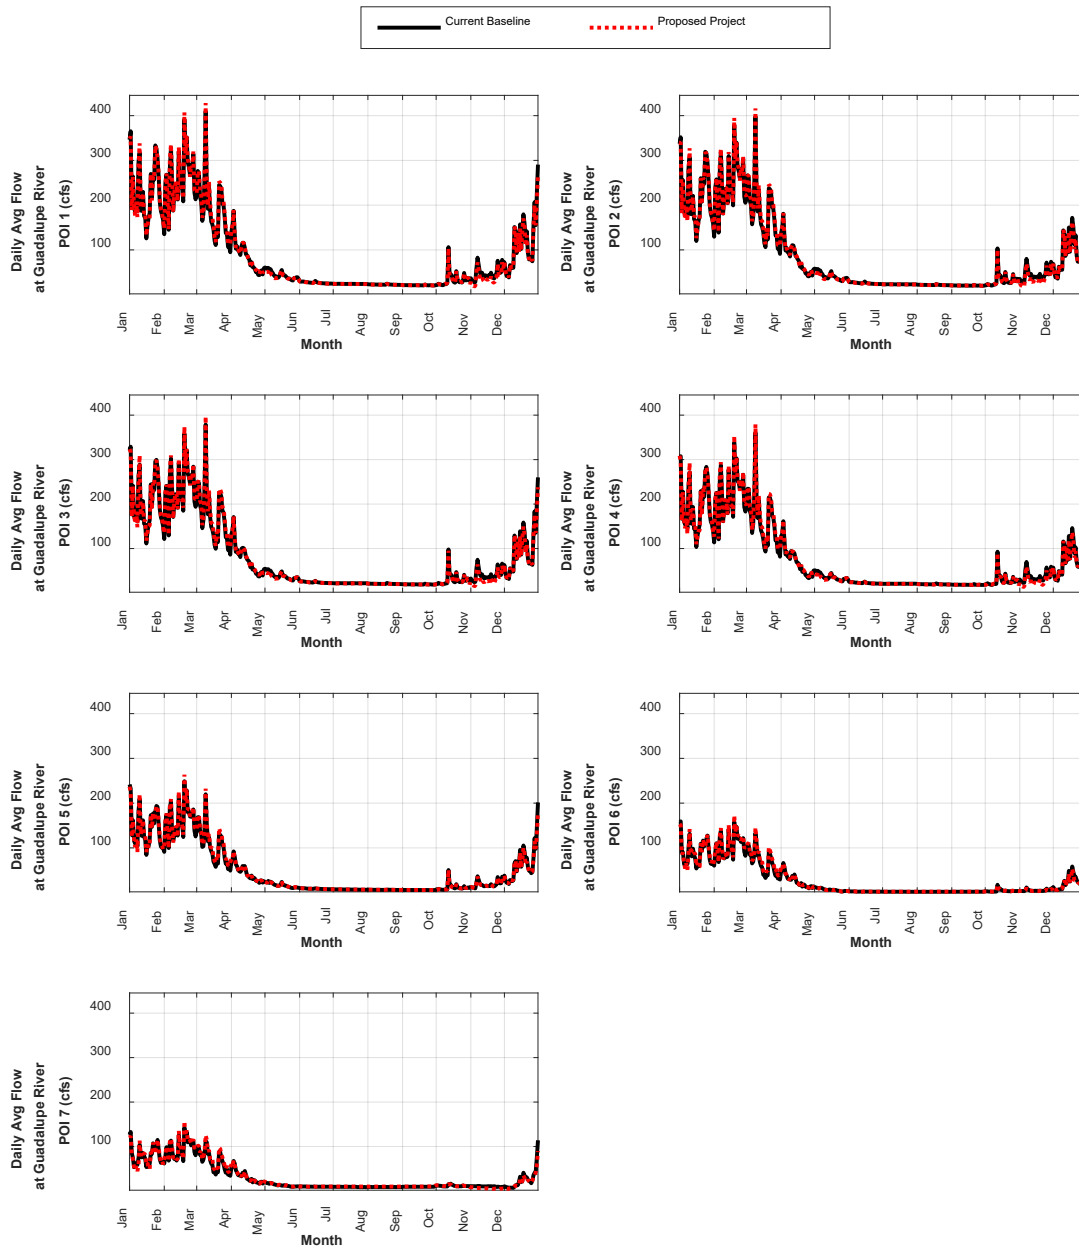 Current Baseline
Proposed Project
Daily Avg Flow
at Guadalupe River
POI 1 (cfs)
400
300
200
100
Jan
Feb
Mar
Apr
May
Jun
Jul
Aug
Sep
Oct
Nov
Dec
Month
Daily Avg Flow
at Guadalupe River
POI 2 (cfs)
400
300
200
100
Jan
Feb
Mar
Apr
May
Jun
Jul
Aug
Sep
Oct
Nov
Dec
Month
Daily Avg Flow
at Guadalupe River
POI 3 (cfs)
400
300
200
100
Jan
Feb
Mar
Apr
May
Jun
Jul
Aug
Sep
Oct
Nov
Dec
Month
Daily Avg Flow
at Guadalupe River
POI 4 (cfs)
400
300
200
100
Jan
Feb
Mar
Apr
May
Jun
Jul
Aug
Sep
Oct
Nov
Dec
Month
Daily Avg Flow
at Guadalupe River
POI 5 (cfs)
400
300
200
100
Jan
Feb
Mar
Apr
May
Jun
Jul
Aug
Sep
Oct
Nov
Dec
Month
Daily Avg Flow
at Guadalupe River
POI 6 (cfs)
400
300
200
100
Jan
Feb
Mar
Apr
May
Jun
Jul
Aug
Sep
Oct
Nov
Dec
Month
Daily Avg Flow
at Guadalupe River
POI 7 (cfs)
400
300
200
100
Jan
Feb
Mar
Apr
May
Jun
Jul
Aug
Sep
Oct
Nov
Dec
Month